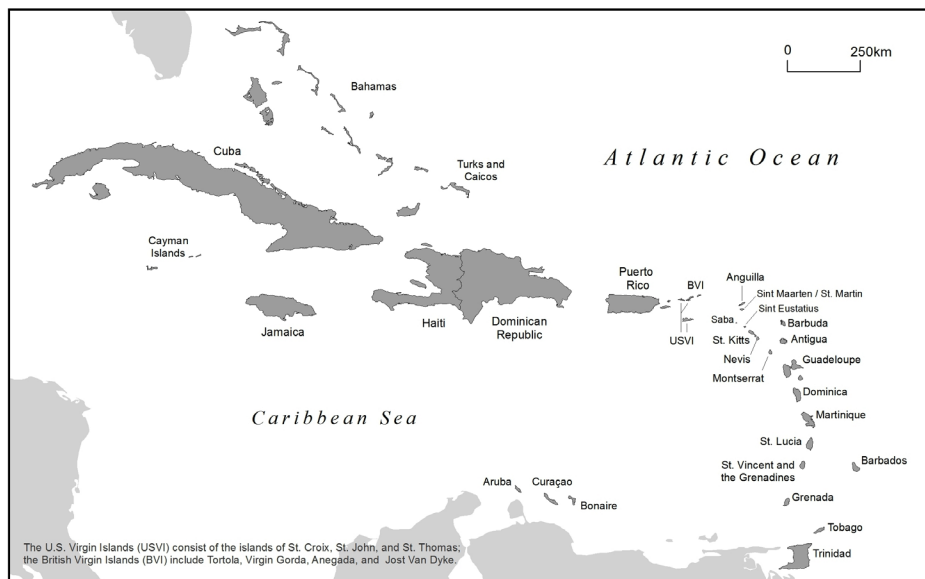 0
250km
Bahamas
Cuba
Turks and
Caicos
Atlantic Ocean
Cayman
Islands
Jamaica
Haiti
Dominican
Republic
Puerto
Rico
BVI
USVI
Anguilla
Sint Maarten / St. Martin
Saba
Sint Eustatius
Barbuda
St. Kitts
Antigua
Nevis
Guadeloupe
Montserrat
Dominica
Caribbean Sea
Martinique
St. Lucia
St. Vincent and
the Grenadines
Barbados
Aruba
Curaçao
Bonaire
Grenada
Tobago
Trinidad
The U.S. Virgin Islands (USVI) consist of the islands of St. Croix, St. John, and St. Thomas;
the British Virgin Islands (BVI) include Tortola, Virgin Gorda, Anegada, and Jost Van Dyke.